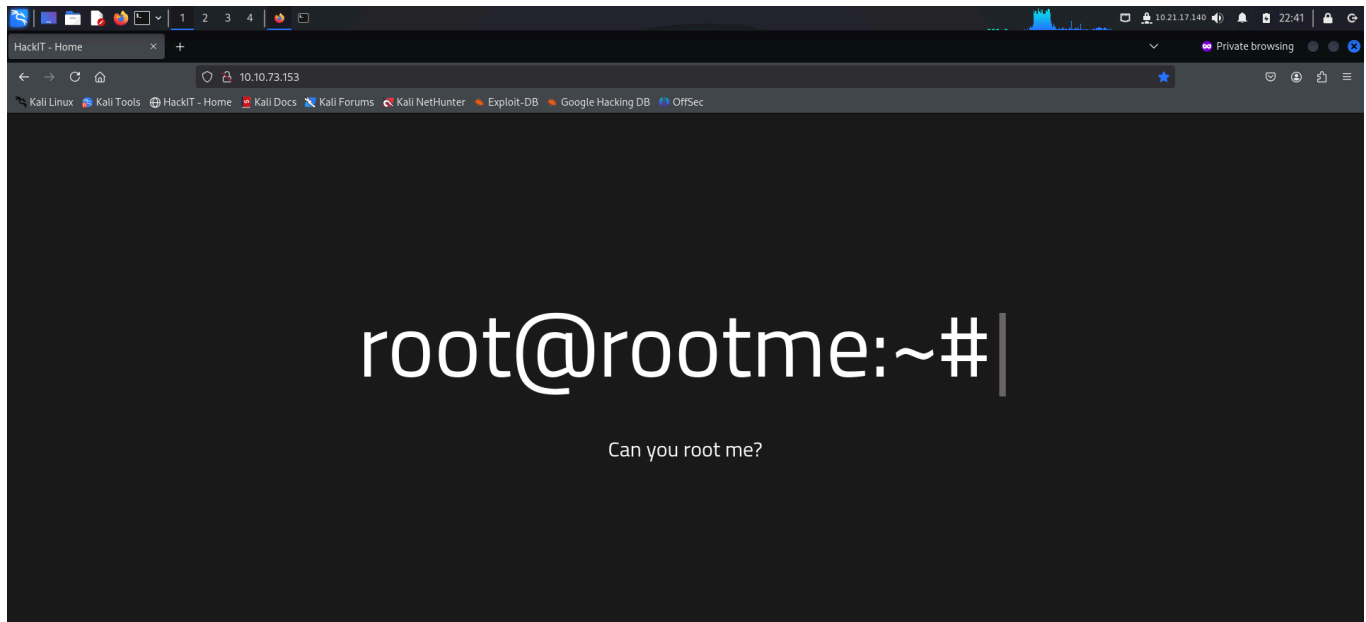 1 2 3 4 10.21.17.140 22:41
HackIT - Home Private browsing
10.10.73.153
Kali Linux Kali Tools HackIT - Home Kali Docs Kali Forums Kali NetHunter Exploit-DB Google Hacking DB OffSec
root@rootme:~#
Can you root me?